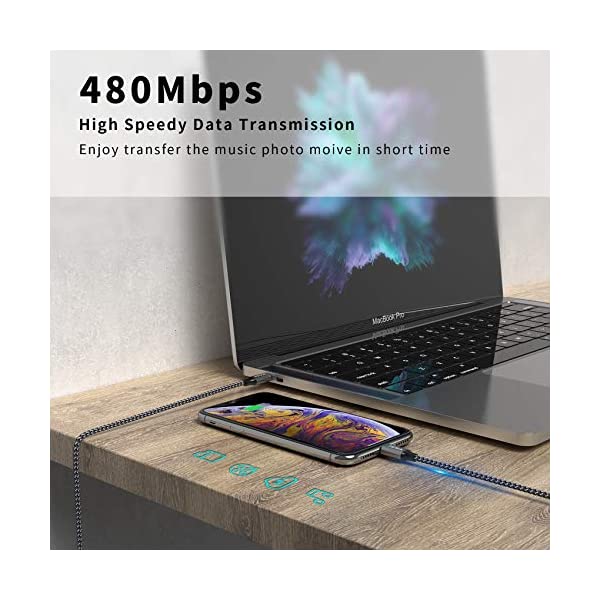 480Mbps
High Speedy Data Transmission
Enjoy transfer the music photo moive in short time
MacBook Pro